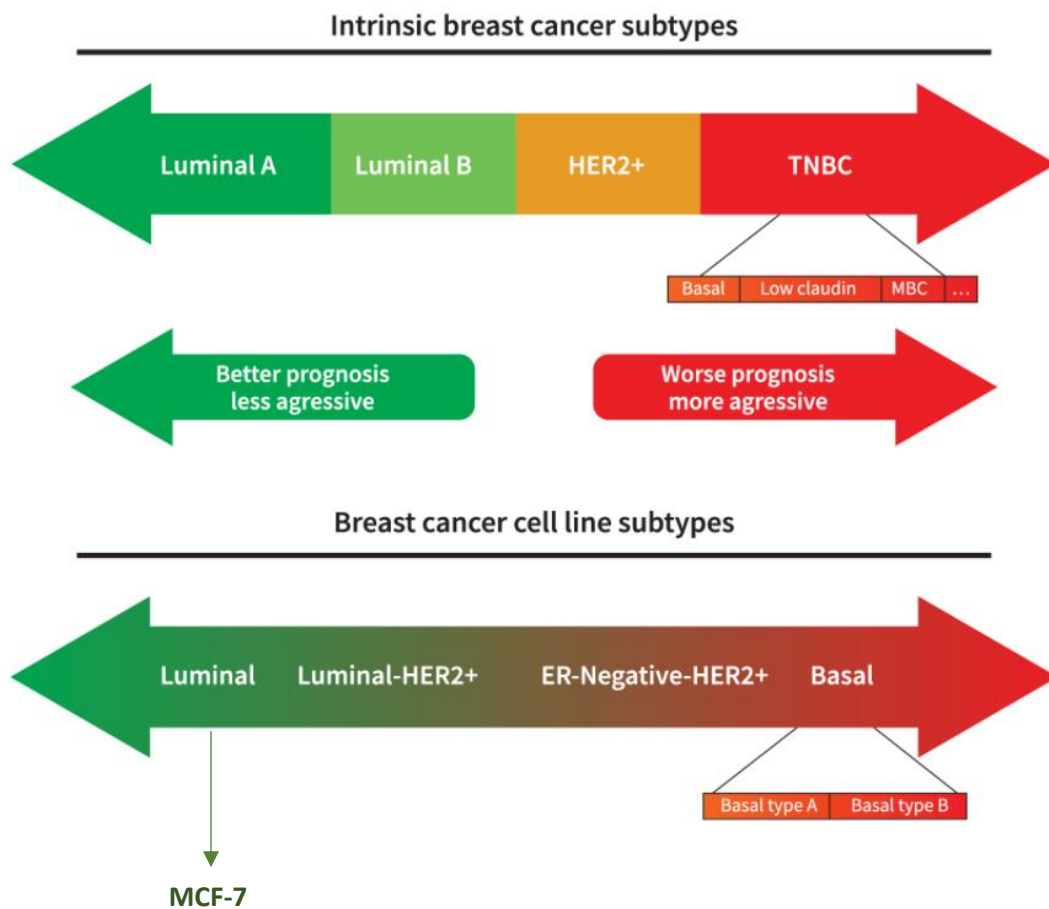 Intrinsic breast cancer subtypes
Luminal A Luminal B HER2+ TNBC
Basal Low claudin MBC ...
Better prognosis
less agressive
Worse prognosis
more agressive
Breast cancer cell line subtypes
Luminal Luminal-HER2+ ER-Negative-HER2+ Basal
Basal type A Basal type B
MCF-7